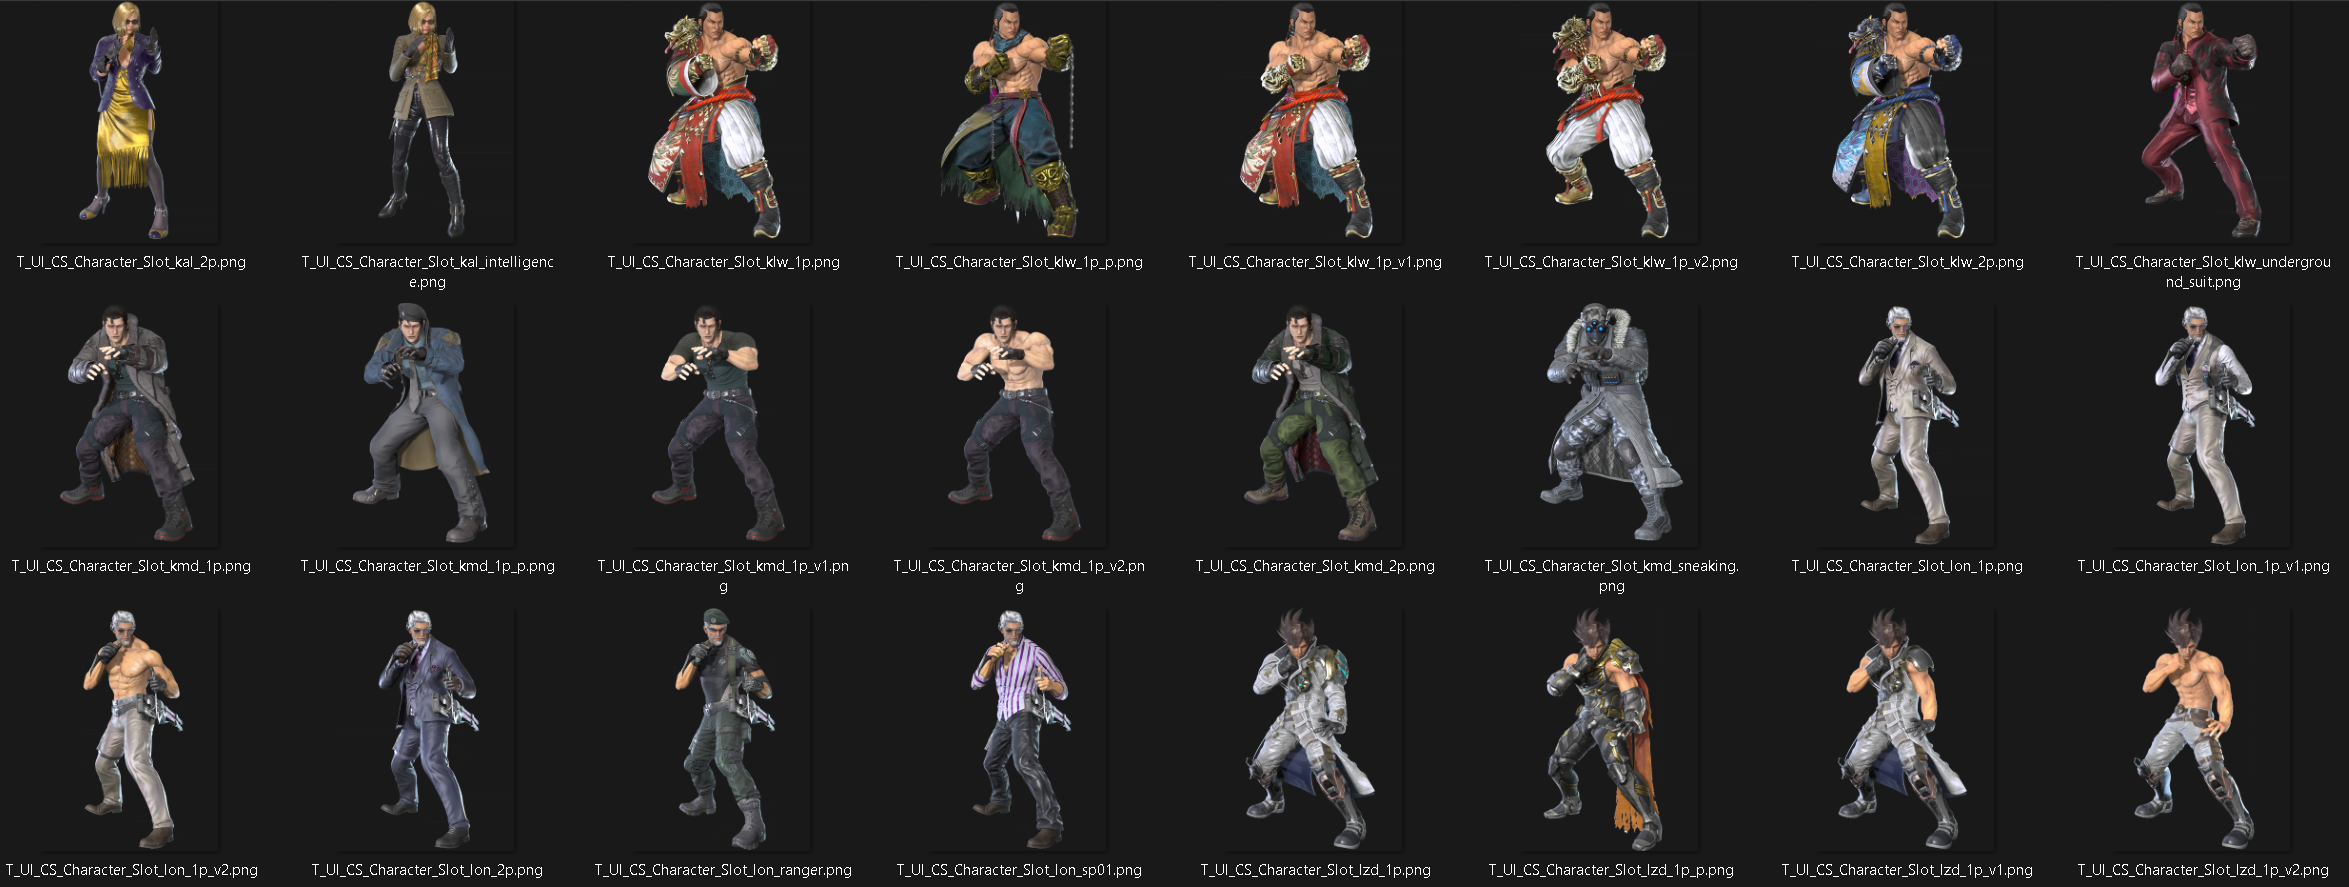 T_UI_CS_Character_Slot_kal_2p.png
T_UI_CS_Character_Slot_kal_intelligenc
e.png
T_UI_CS_Character_Slot_klw_1p.png
T_UI_CS_Character_Slot_klw_1p_p.png
T_UI_CS_Character_Slot_klw_1p_v1.png
T_UI_CS_Character_Slot_klw_1p_v2.png
T_UI_CS_Character_Slot_klw_2p.png
T_UI_CS_Character_Slot_klw_undergrou
nd_suit.png
T_UI_CS_Character_Slot_kmd_1p.png
T_UI_CS_Character_Slot_kmd_1p_p.png
T_UI_CS_Character_Slot_kmd_1p_v1.pn
g
T_UI_CS_Character_Slot_kmd_1p_v2.pn
g
T_UI_CS_Character_Slot_kmd_2p.png
T_UI_CS_Character_Slot_kmd_sneaking.
png
T_UI_CS_Character_Slot_lon_1p.png
T_UI_CS_Character_Slot_lon_1p_v1.png
T_UI_CS_Character_Slot_lon_1p_v2.png
T_UI_CS_Character_Slot_lon_2p.png
T_UI_CS_Character_Slot_lon_ranger.png
T_UI_CS_Character_Slot_lon_sp01.png
T_UI_CS_Character_Slot_lzd_1p.png
T_UI_CS_Character_Slot_lzd_1p_p.png
T_UI_CS_Character_Slot_lzd_1p_v1.png
T_UI_CS_Character_Slot_lzd_1p_v2.png